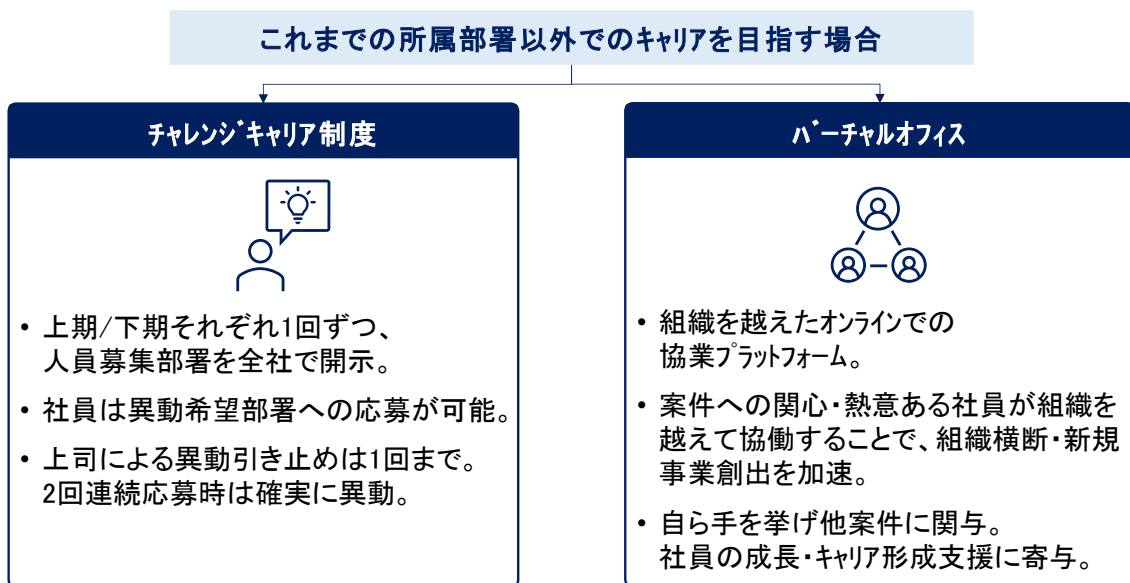 これまでの所属部署以外でのキャリアを目指す場合
チャレンジキャリア制度
• 上期/下期それぞれ1回ずつ、
人員募集部署を全社で開示。
• 社員は異動希望部署への応募が可能。
• 上司による異動引き止めは1回まで。
2回連続応募時は確実に異動。
バーチャルオフィス
• 組織を越えたオンラインでの
協業プラットフォーム。
• 案件への関心・熱意ある社員が組織を
越えて協働することで、組織横断・新規
事業創出を加速。
• 自ら手を挙げ他案件に関与。
社員の成長・キャリア形成支援に寄与。